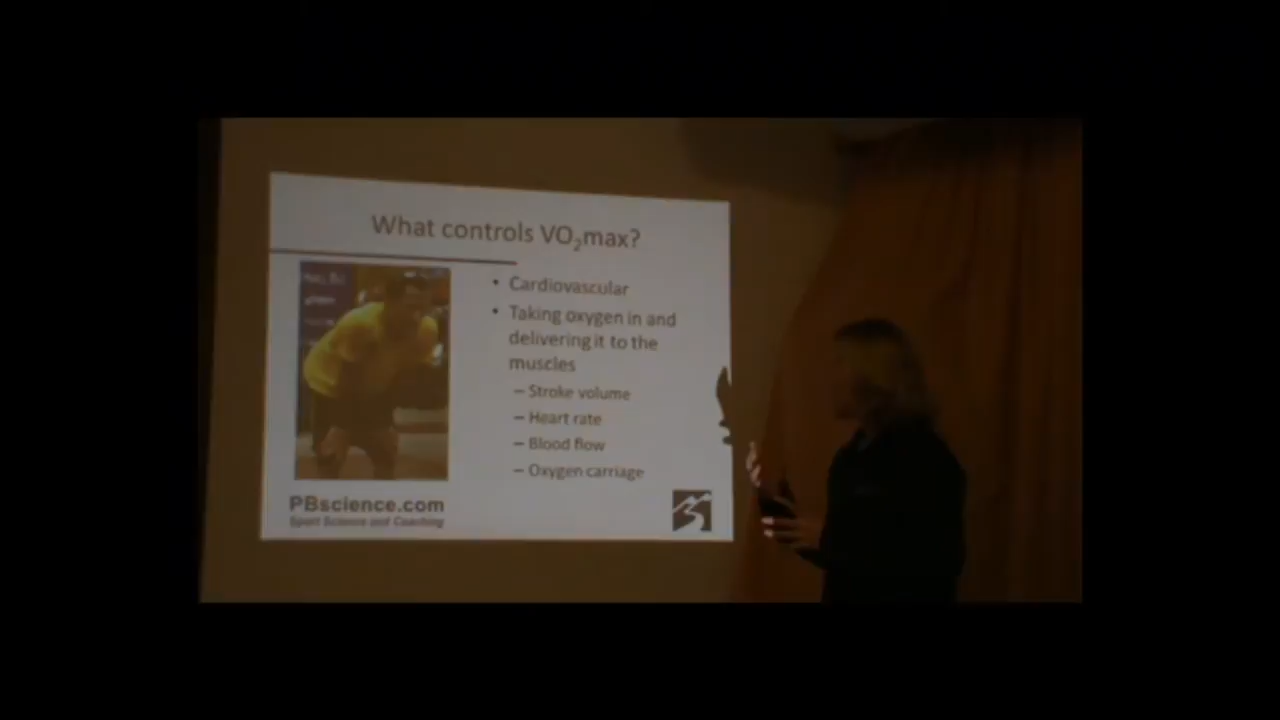 What controls VO₂max?
• Cardiovascular
• Taking oxygen in and
delivering it to the
muscles
– Stroke volume
– Heart rate
– Blood flow
– Oxygen carriage
PBscience.com
Sport Science and Coaching